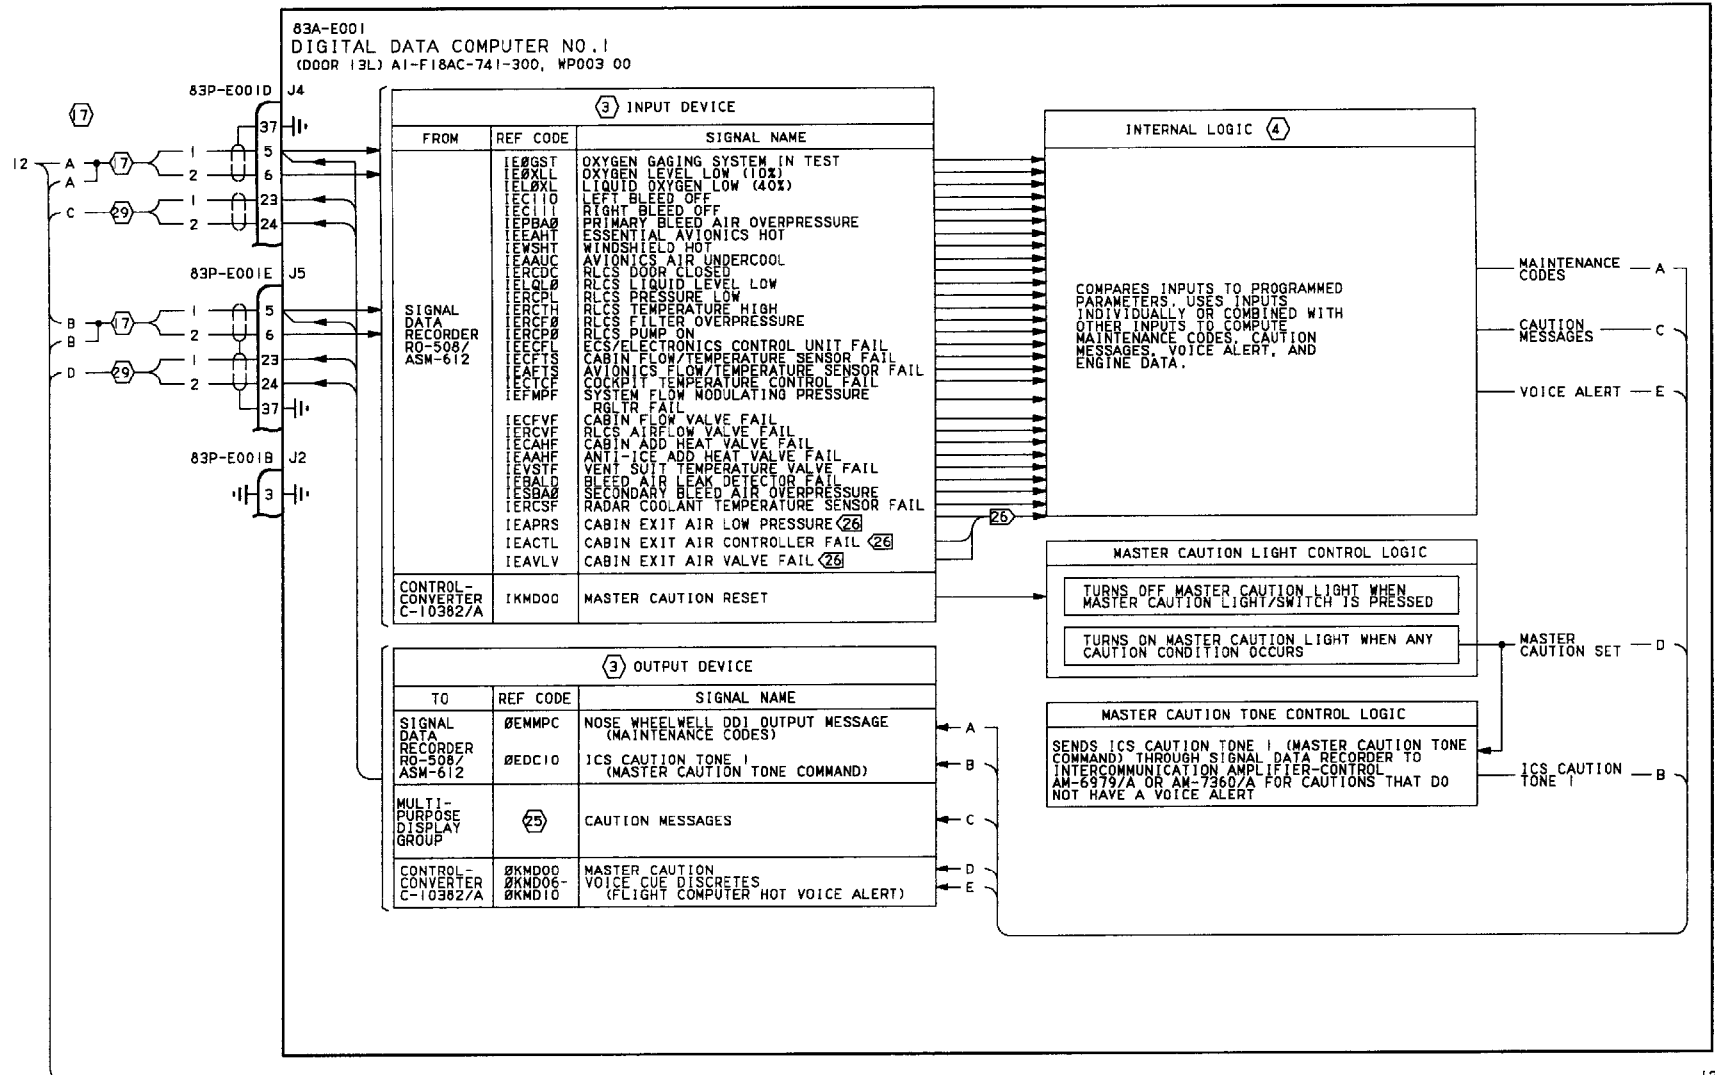 83A-E001
DIGITAL DATA COMPUTER NO.1
(DOOR 13L) A1-F18AC-741-300, WP003 00
83P-E001D J4
17
37
12 A 17 1 5
A 2 6
C 29 1 23
2 24
83P-E001E J5
B 17 1 5
B 2 6
D 29 1 23
2 24
37
83P-E001B J2
3
3 INPUT DEVICE
FROM REF CODE SIGNAL NAME
SIGNAL
DATA
RECORDER
RO-508/
ASM-612
IEØGST OXYGEN GAGING SYSTEM IN TEST
IEØXLL OXYGEN LEVEL LOW (10%)
IELØXL LIQUID OXYGEN LOW (40%)
IEC110 LEFT BLEED OFF
IEC111 RIGHT BLEED OFF
IEPBAØ PRIMARY BLEED AIR OVERPRESSURE
IEEAHT ESSENTIAL AVIONICS HOT
IEWSHT WINDSHIELD HOT
IEAAUC AVIONICS AIR UNDERCOOL
IERCDC RLCS DOOR CLOSED
IELQLØ RLCS LIQUID LEVEL LOW
IERCPL RLCS PRESSURE LOW
IERCTH RLCS TEMPERATURE HIGH
IERCFØ RLCS FILTER OVERPRESSURE
IERCPØ RLCS PUMP ON
IEECFL ECS/ELECTRONICS CONTROL UNIT FAIL
IECFTS CABIN FLOW/TEMPERATURE SENSOR FAIL
IEAFTS AVIONICS FLOW/TEMPERATURE SENSOR FAIL
IECTCF COCKPIT TEMPERATURE CONTROL FAIL
IEFMPF SYSTEM FLOW MODULATING PRESSURE
RGLTR FAIL
IECFVF CABIN FLOW VALVE FAIL
IERCVF RLCS AIRFLOW VALVE FAIL
IECAHF CABIN ADD HEAT VALVE FAIL
IEAAHF ANTI-ICE ADD HEAT VALVE FAIL
IEVSTF VENT SUIT TEMPERATURE VALVE FAIL
IEBALD BLEED AIR LEAK DETECTOR FAIL
IESBAØ SECONDARY BLEED AIR OVERPRESSURE
IERCSF RADAR COOLANT TEMPERATURE SENSOR FAIL
IEAPRS CABIN EXIT AIR LOW PRESSURE 26
IEACTL CABIN EXIT AIR CONTROLLER FAIL 26
IEAVLV CABIN EXIT AIR VALVE FAIL 26
26
CONTROL-
CONVERTER
C-10382/A
IKMD00 MASTER CAUTION RESET
3 OUTPUT DEVICE
TO REF CODE SIGNAL NAME
SIGNAL
DATA
RECORDER
RO-508/
ASM-612
ØEMMPC NOSE WHEELWELL DDI OUTPUT MESSAGE
(MAINTENANCE CODES)
A
ØEDC10 ICS CAUTION TONE 1
(MASTER CAUTION TONE COMMAND)
B
MULTI-
PURPOSE
DISPLAY
GROUP
25 CAUTION MESSAGES C
CONTROL-
CONVERTER
C-10382/A
ØKMD00 MASTER CAUTION D
ØKMD06- VOICE CUE DISCRETES
ØKMD10 (FLIGHT COMPUTER HOT VOICE ALERT) E
INTERNAL LOGIC 4
COMPARES INPUTS TO PROGRAMMED
PARAMETERS. USES INPUTS
INDIVIDUALLY OR COMBINED WITH
OTHER INPUTS TO COMPUTE
MAINTENANCE CODES, CAUTION
MESSAGES, VOICE ALERT, AND
ENGINE DATA.
MAINTENANCE
CODES A
CAUTION
MESSAGES C
VOICE ALERT E
MASTER CAUTION LIGHT CONTROL LOGIC
TURNS OFF MASTER CAUTION LIGHT WHEN
MASTER CAUTION LIGHT/SWITCH IS PRESSED
TURNS ON MASTER CAUTION LIGHT WHEN ANY
CAUTION CONDITION OCCURS
MASTER
CAUTION SET D
MASTER CAUTION TONE CONTROL LOGIC
SENDS ICS CAUTION TONE 1 (MASTER CAUTION TONE
COMMAND) THROUGH SIGNAL DATA RECORDER TO
INTERCOMMUNICATION AMPLIFIER-CONTROL
AM-6979/A OR AM-7360/A FOR CAUTIONS THAT DO
NOT HAVE A VOICE ALERT
ICS CAUTION
TONE 1 B